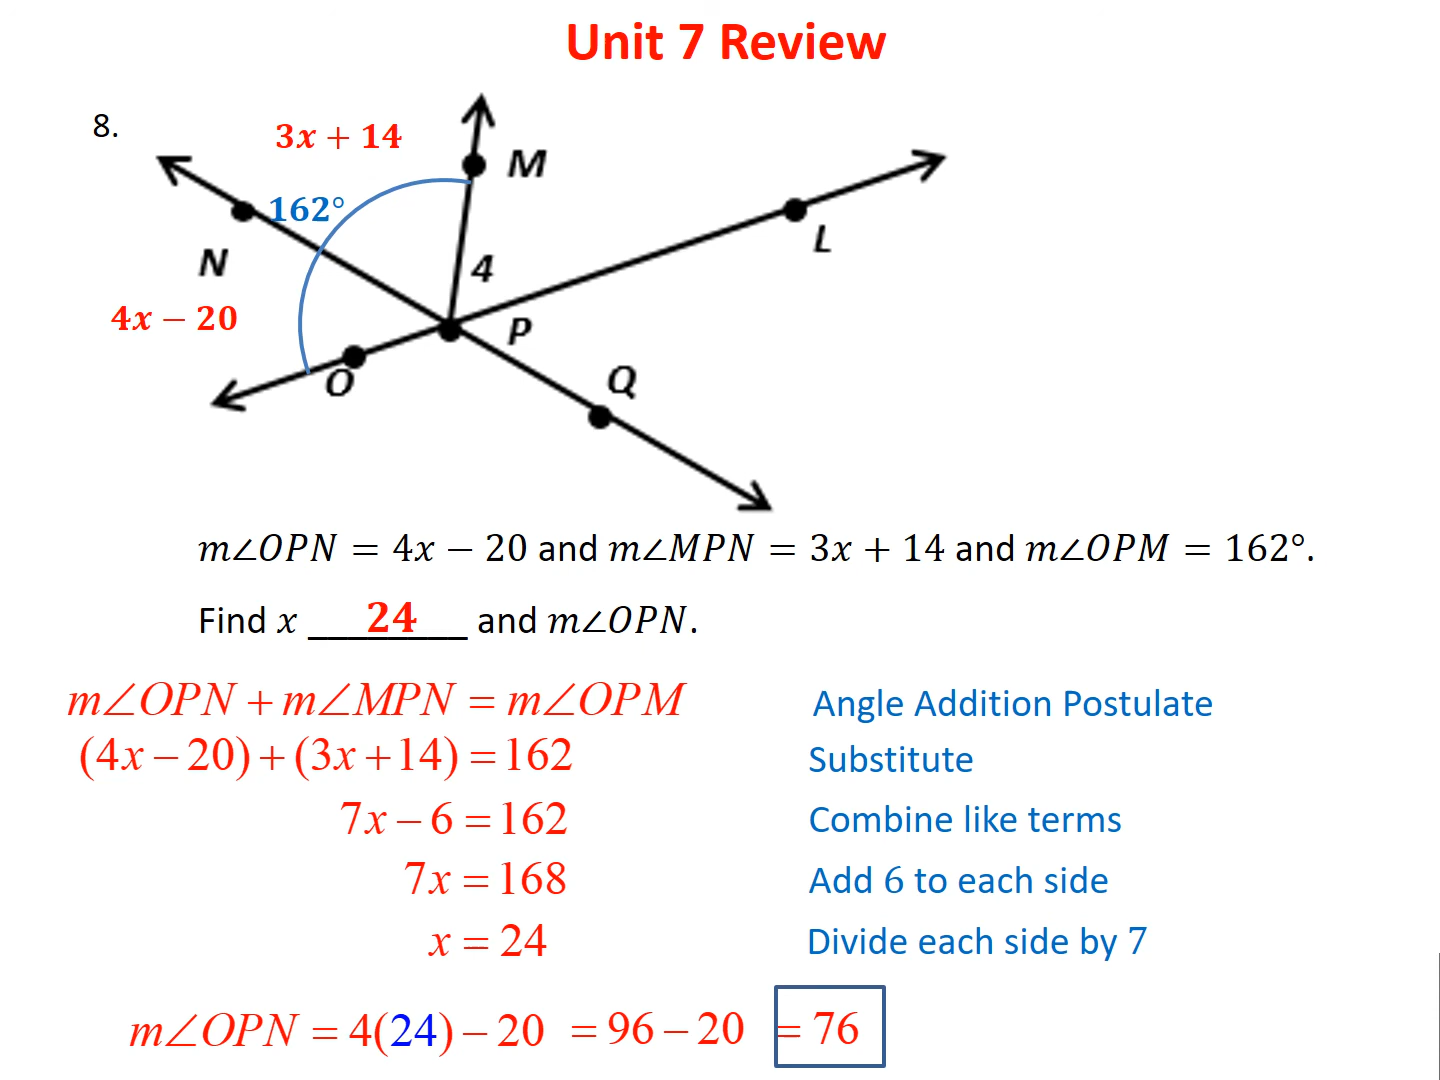 Unit 7 Review
8.
3x + 14
M
162°
L
N
4
4x − 20
P
O
Q
m∠OPN = 4x − 20 and m∠MPN = 3x + 14 and m∠OPM = 162°.
Find x ________ 24 and m∠OPN.
m∠OPN + m∠MPN = m∠OPM Angle Addition Postulate
(4x − 20) + (3x + 14) = 162 Substitute
7x − 6 = 162 Combine like terms
7x = 168 Add 6 to each side
x = 24 Divide each side by 7
m∠OPN = 4(24) − 20 = 96 − 20 = 76